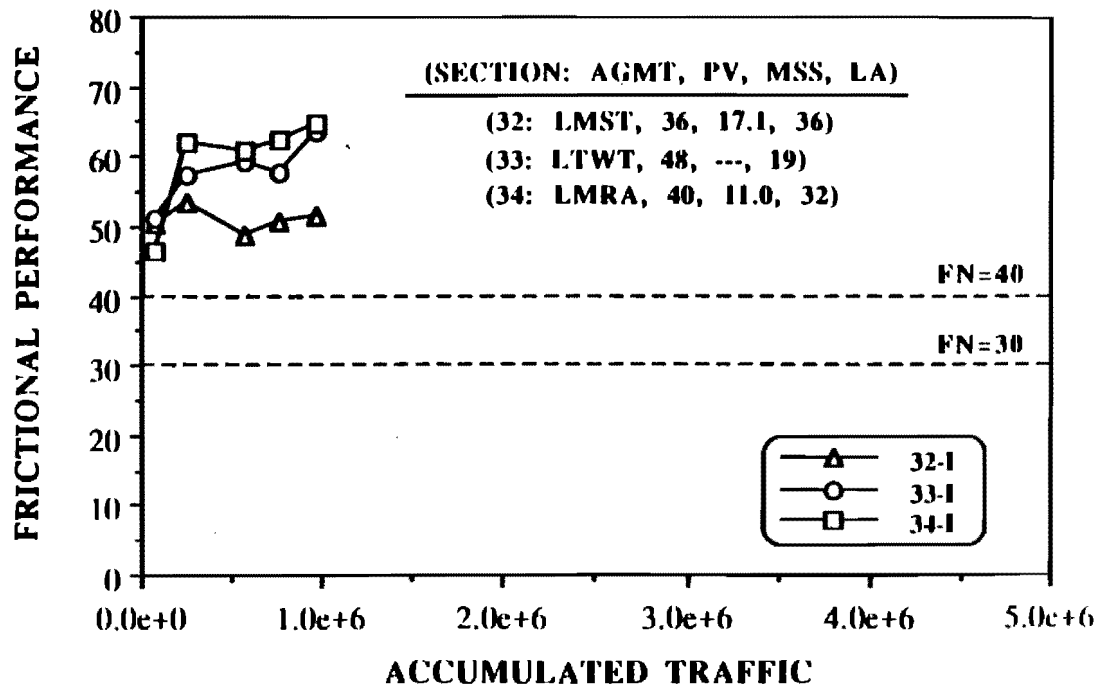 FRICTIONAL PERFORMANCE
80
70
60
50
40
30
20
10
0
(SECTION: AGMT, PV, MSS, LA)
(32: LMST, 36, 17.1, 36)
(33: LTWT, 48, ---, 19)
(34: LMRA, 40, 11.0, 32)
FN=40
FN=30
32-I
33-I
34-I
0.0e+0 1.0e+6 2.0e+6 3.0e+6 4.0e+6 5.0e+6
ACCUMULATED TRAFFIC